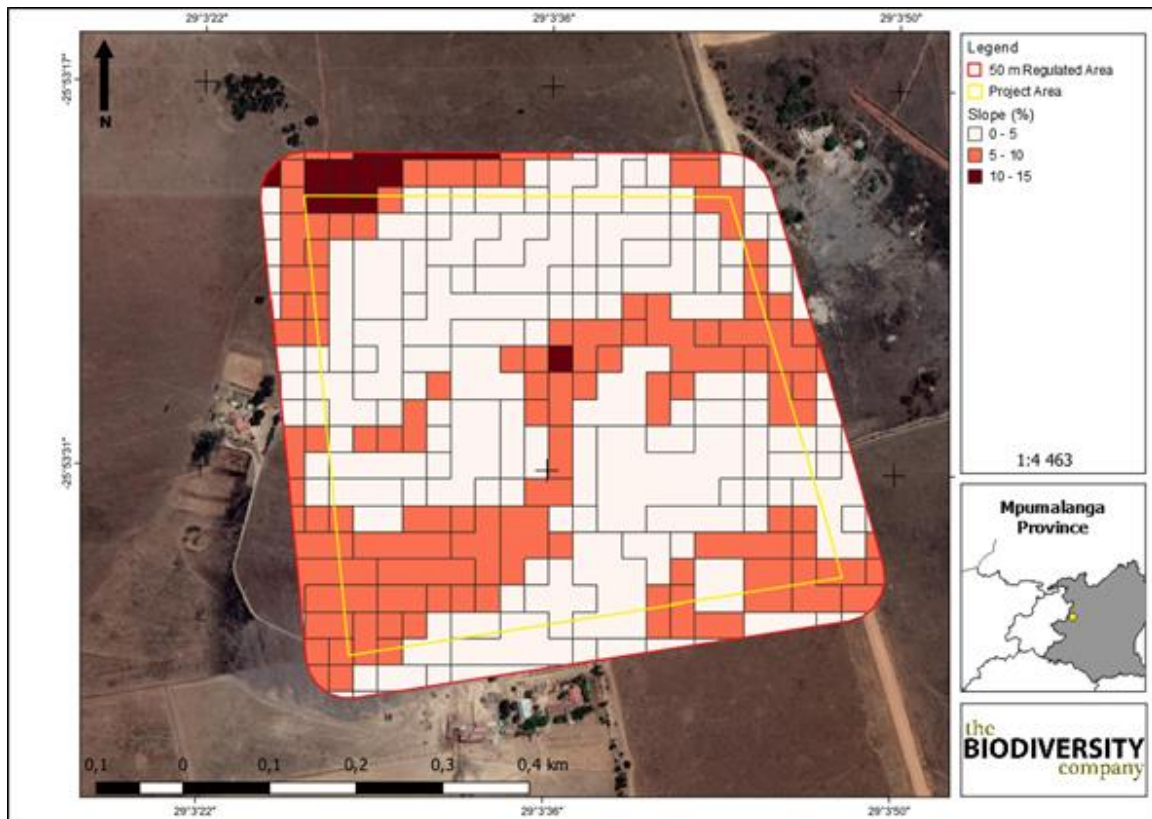 29°3'22"
29°3'36"
29°3'50"
-25°53'17"
-25°53'31"
N
Legend
50 m Regulated Area
Project Area
Slope (%)
0 - 5
5 - 10
10 - 15
1:4 463
Mpumalanga
Province
the
BIODIVERSITY
company
0,1 0 0,1 0,2 0,3 0,4 km
29°3'22"
29°3'36"
29°3'50"